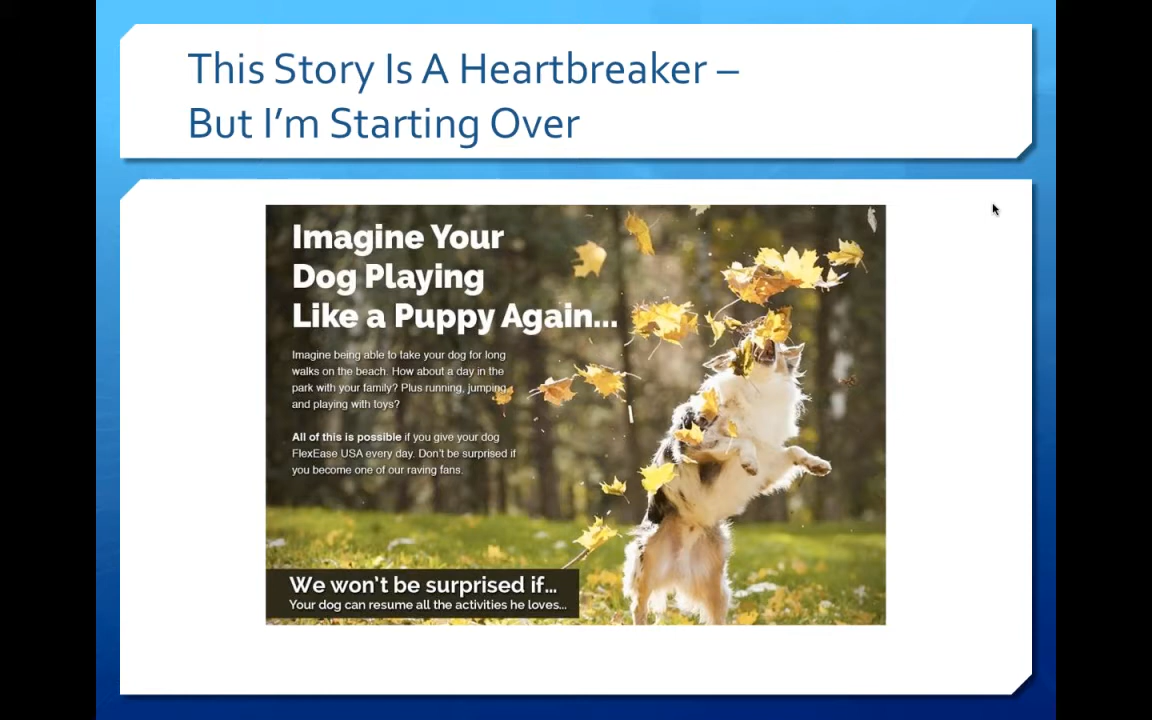 This Story Is A Heartbreaker –
But I'm Starting Over
Imagine Your
Dog Playing
Like a Puppy Again...
Imagine being able to take your dog for long
walks on the beach. How about a day in the
park with your family? Plus running, jumping
and playing with toys?
All of this is possible if you give your dog
FlexEase USA every day. Don't be surprised if
you become one of our raving fans.
We won't be surprised if...
Your dog can resume all the activities he loves...